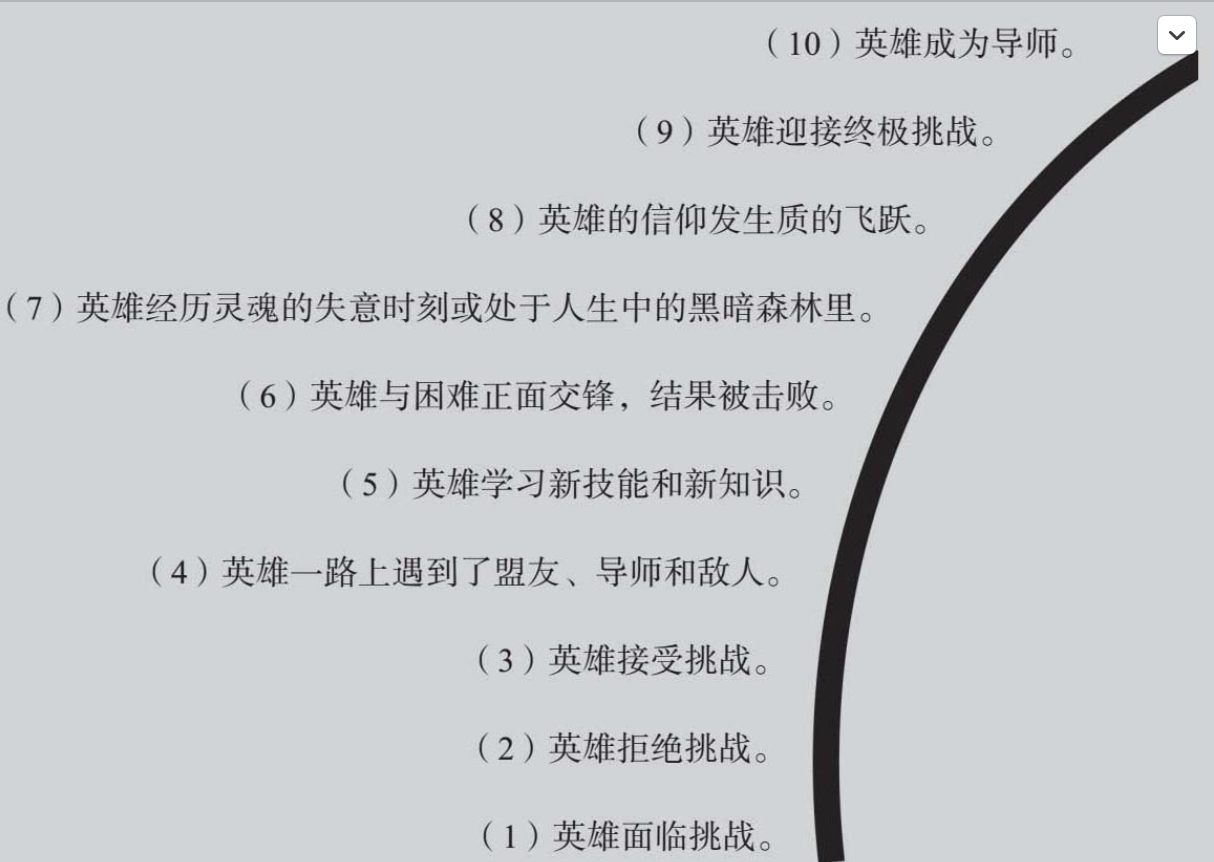 （10）英雄成为导师。
（9）英雄迎接终极挑战。
（8）英雄的信仰发生质的飞跃。
（7）英雄经历灵魂的失意时刻或处于人生中的黑暗森林里。
（6）英雄与困难正面交锋，结果被击败。
（5）英雄学习新技能和新知识。
（4）英雄一路上遇到了盟友、导师和敌人。
（3）英雄接受挑战。
（2）英雄拒绝挑战。
（1）英雄面临挑战。